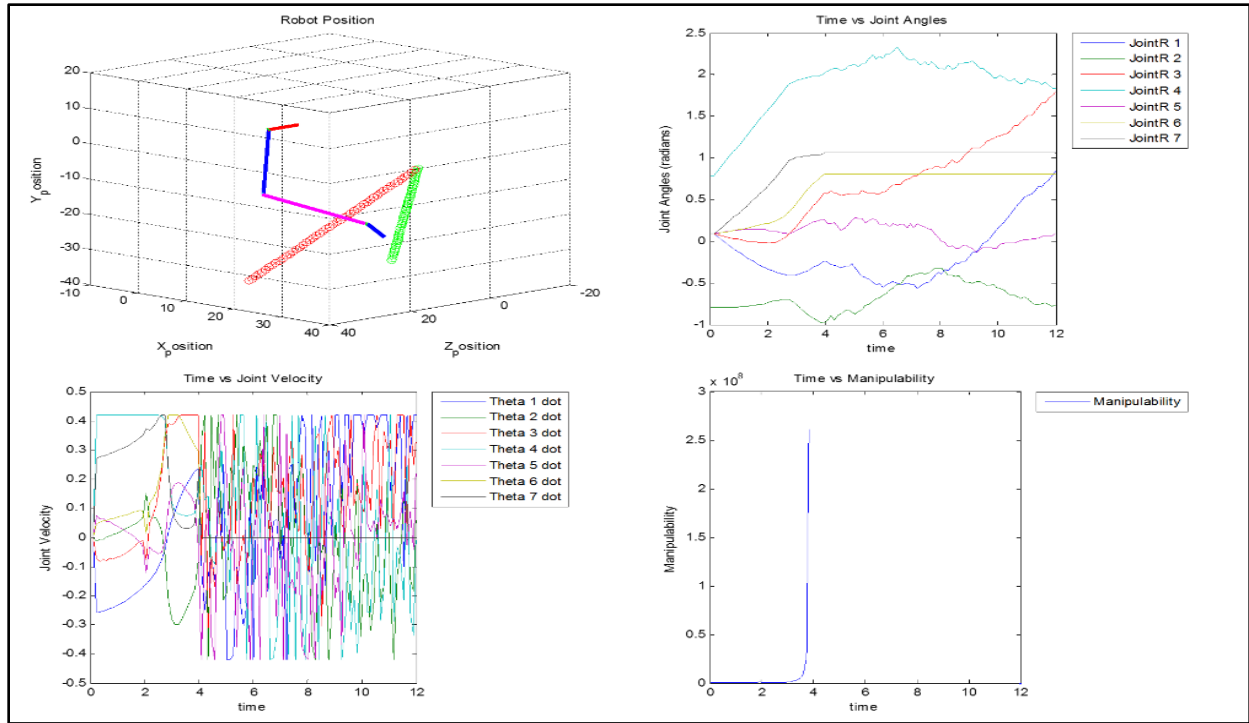 Robot Position
20
10
0
-10
-20
-30
-40
Y_position
-10
0
10
20
30
40
X_position
40
20
0
-20
Z_position
Time vs Joint Angles
2.5
2
1.5
1
0.5
0
-0.5
-1
Joint Angles (radians)
0 2 4 6 8 10 12
time
JointR 1
JointR 2
JointR 3
JointR 4
JointR 5
JointR 6
JointR 7
Time vs Joint Velocity
0.5
0.4
0.3
0.2
0.1
0
-0.1
-0.2
-0.3
-0.4
-0.5
Joint Velocity
0 2 4 6 8 10 12
time
Theta 1 dot
Theta 2 dot
Theta 3 dot
Theta 4 dot
Theta 5 dot
Theta 6 dot
Theta 7 dot
Time vs Manipulability
3 × 10^8
2.5
2
1.5
1
0.5
0
Manipulability
0 2 4 6 8 10 12
time
Manipulability